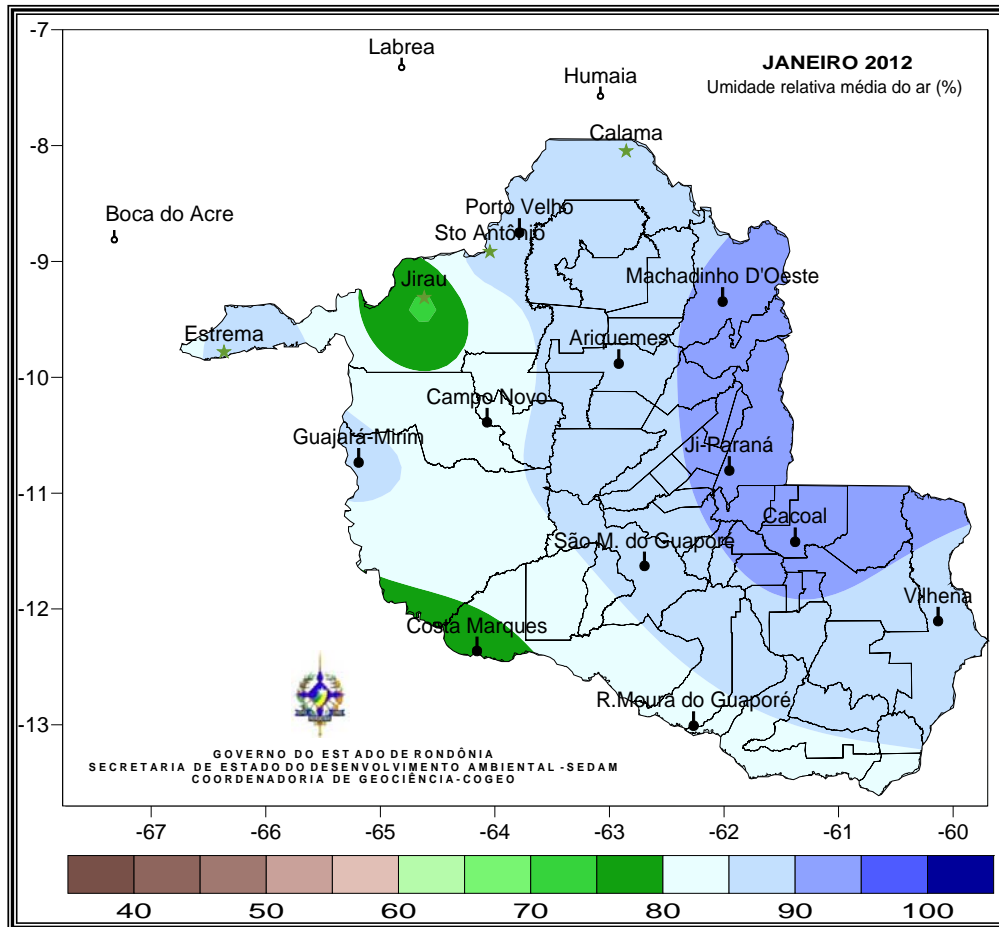 -7
Labrea
JANEIRO 2012
Humaia
Umidade relativa média do ar (%)
Calama
-8
Boca do Acre
Porto Velho
Sto Antônio
-9
Jirau
Machadinho D'Oeste
Estrema
Ariquemes
-10
Campo Novo
Guajará-Mirim
Ji-Paraná
-11
Cacoal
São M. do Guaporé
-12
Vilhena
Costa Marques
R.Moura do Guaporé
-13
GOVERNO DO ESTADO DE RONDÔNIA
SECRETARIA DE ESTADO DO DESENVOLVIMENTO AMBIENTAL -SEDAM
COORDENADORIA DE GEOCIÊNCIA-COGEO
-67 -66 -65 -64 -63 -62 -61 -60
40 50 60 70 80 90 100